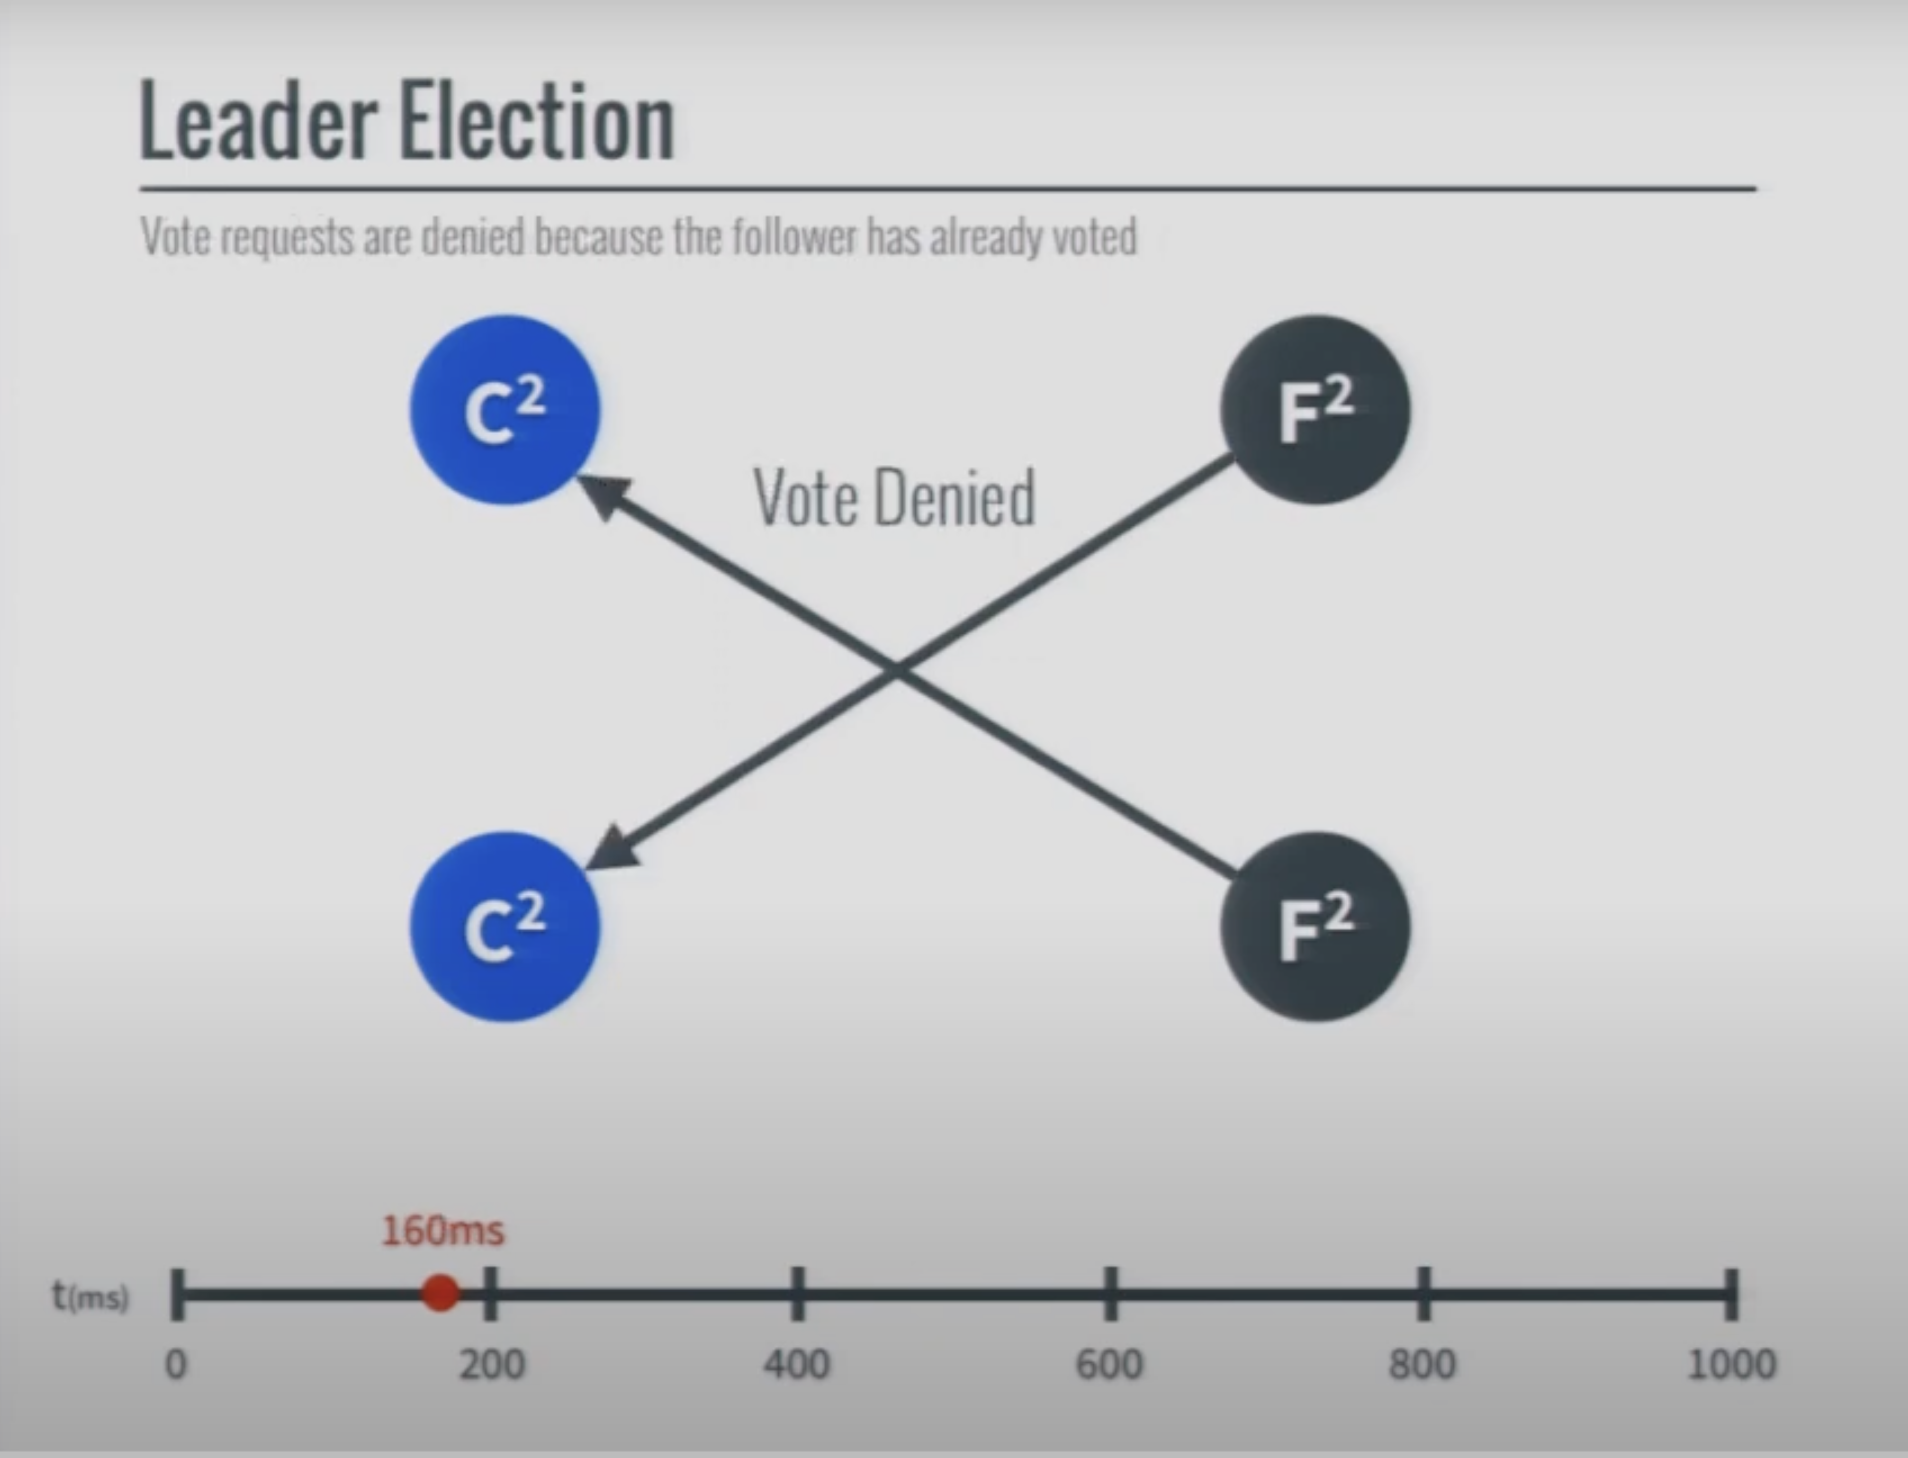 Leader Election
Vote requests are denied because the follower has already voted
C² F²
Vote Denied
C² F²
160ms
t(ms)
0 200 400 600 800 1000